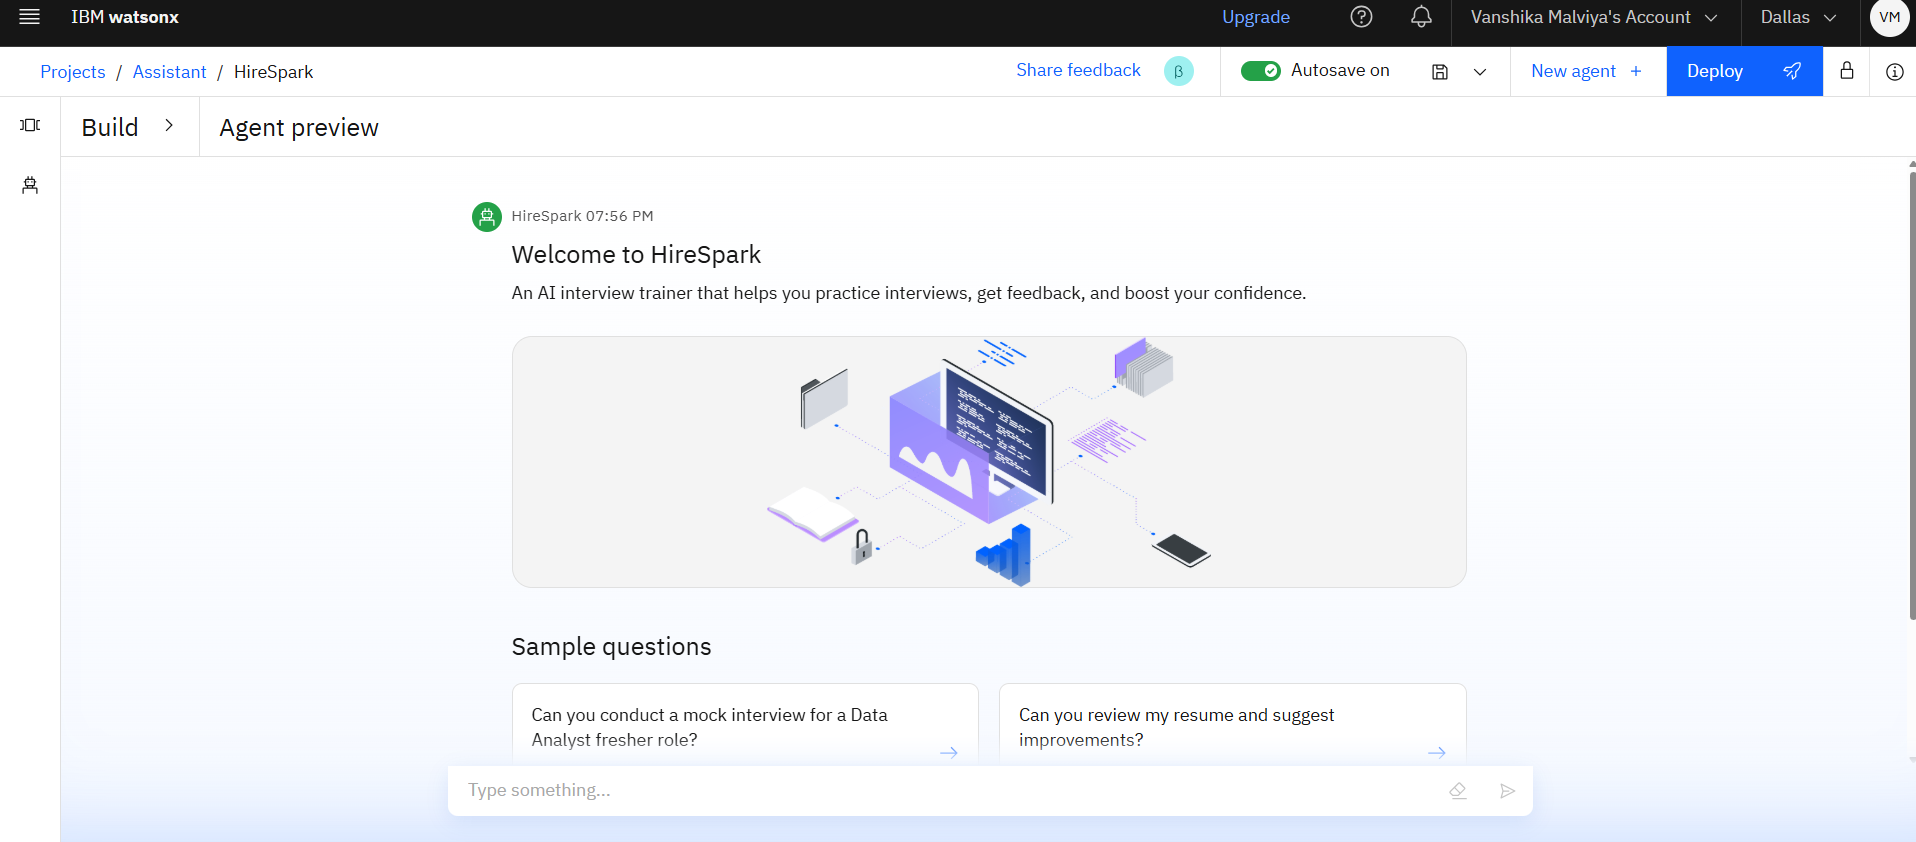 IBM watsonx
Upgrade
Vanshika Malviya's Account
Dallas
VM
Projects / Assistant / HireSpark
Share feedback
β
Autosave on
New agent +
Deploy
Build
Agent preview
HireSpark 07:56 PM
Welcome to HireSpark
An AI interview trainer that helps you practice interviews, get feedback, and boost your confidence.
Sample questions
Can you conduct a mock interview for a Data
Analyst fresher role?
Can you review my resume and suggest
improvements?
Type something...